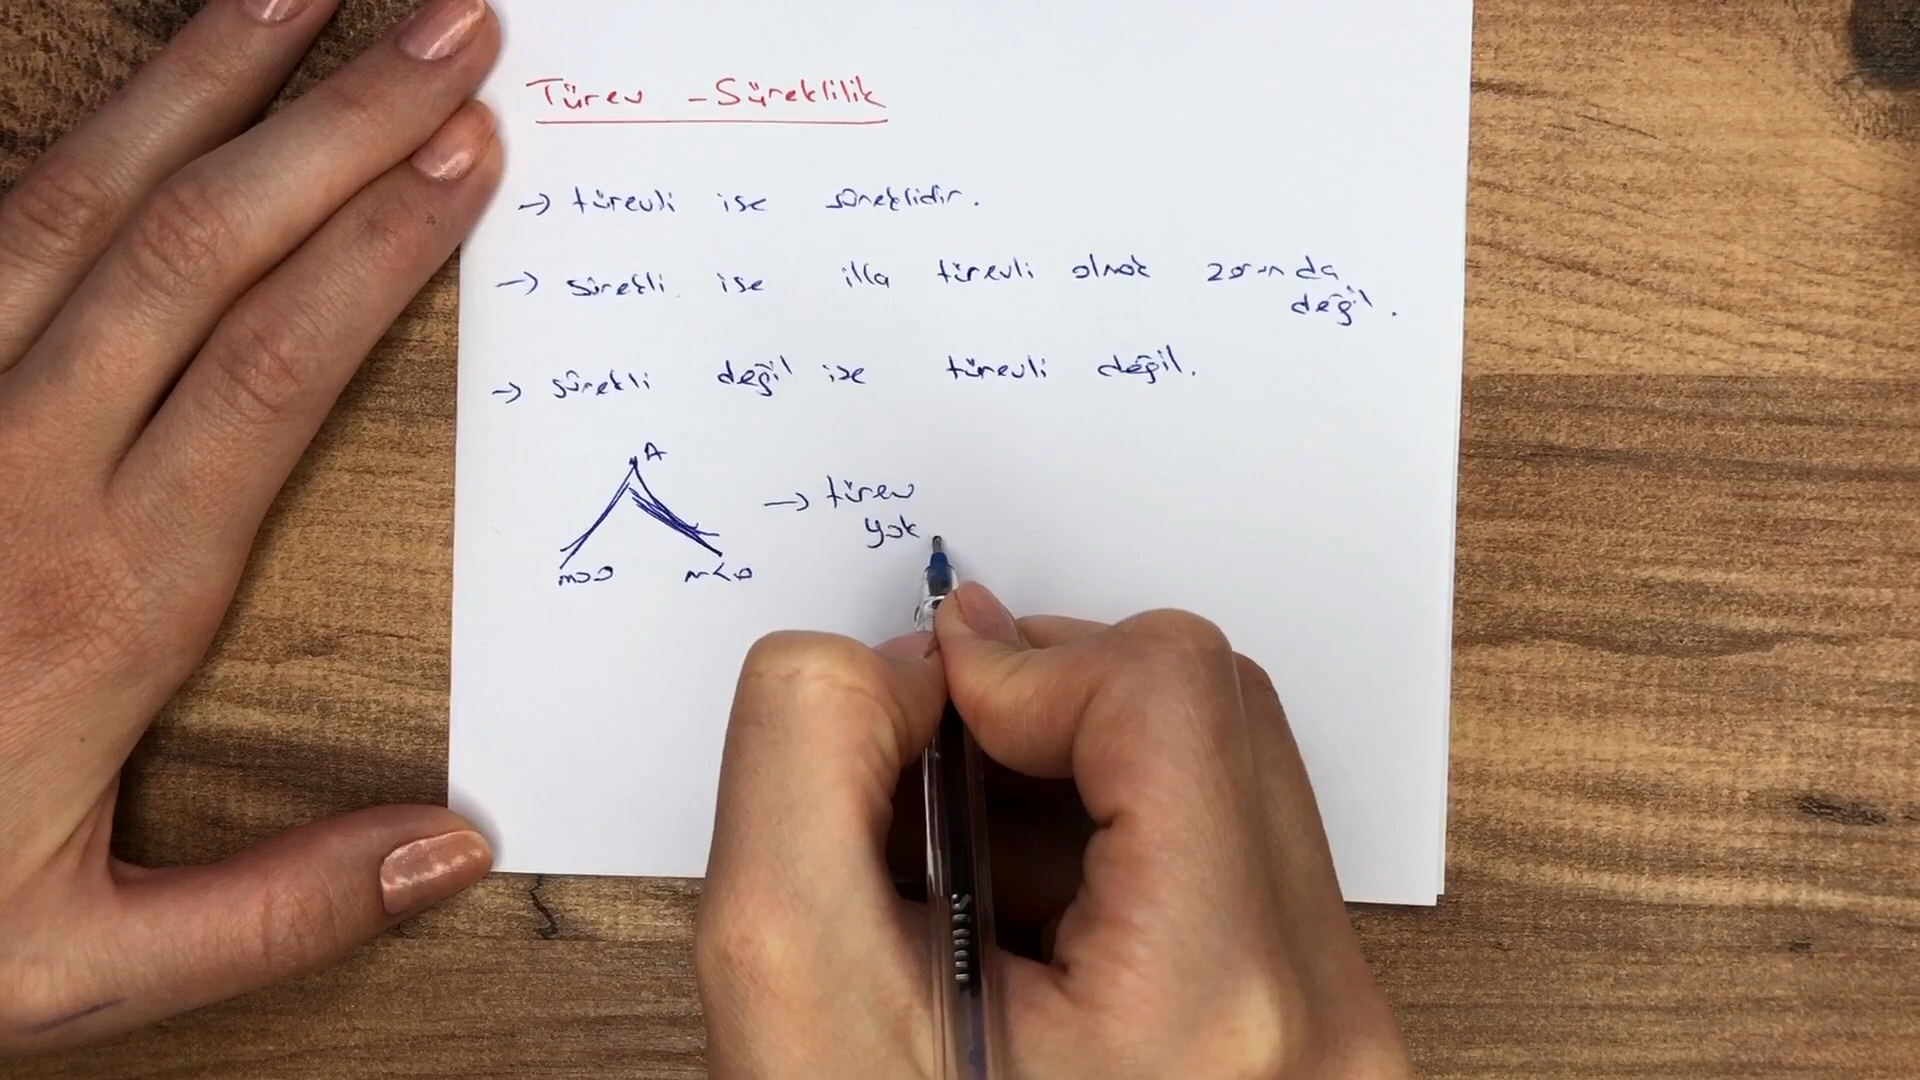 Türev - Süreklilik
→ türevli ise süreklidir.
→ sürekli ise illa türevli olmak zorunda
değil.
→ sürekli değil ise türevli değil.
A
→ türev
yok
m>0 m<0